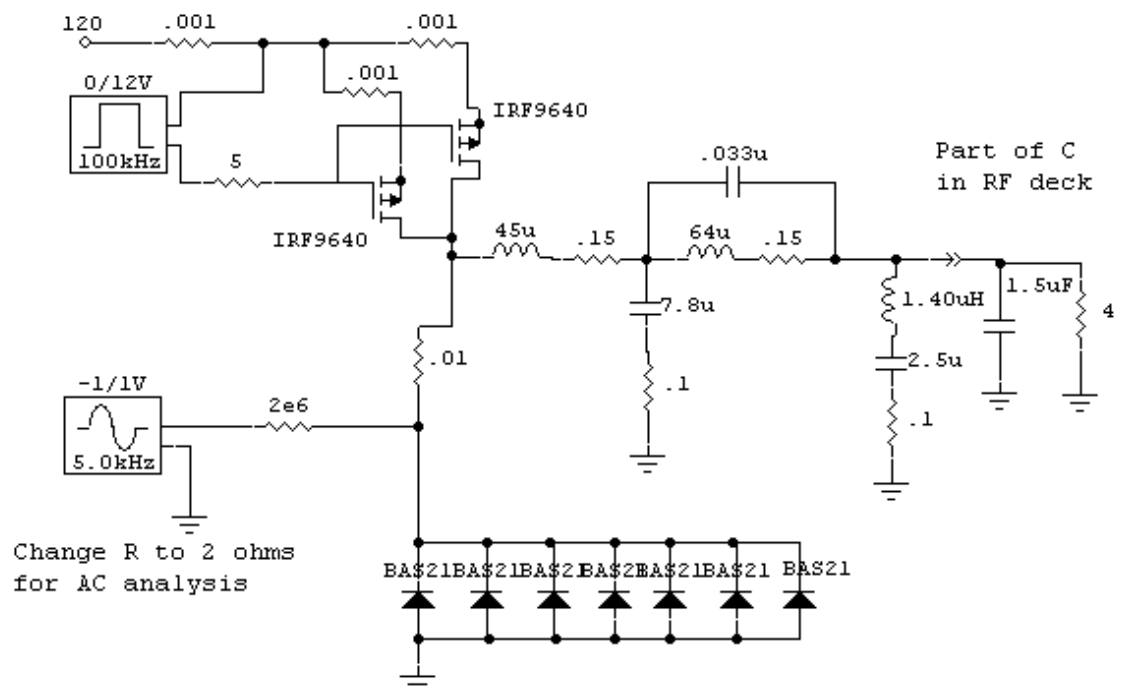 120
.001
.001
.001
0/12V
100kHz
5
IRF9640
IRF9640
.033u
Part of C
in RF deck
45u
.15
64u
.15
7.8u
.1
1.40uH
2.5u
.1
1.5uF
4
.01
-1/1V
5.0kHz
2e6
Change R to 2 ohms
for AC analysis
BAS21 BAS21 BAS21 BAS21 BAS21 BAS21 BAS21